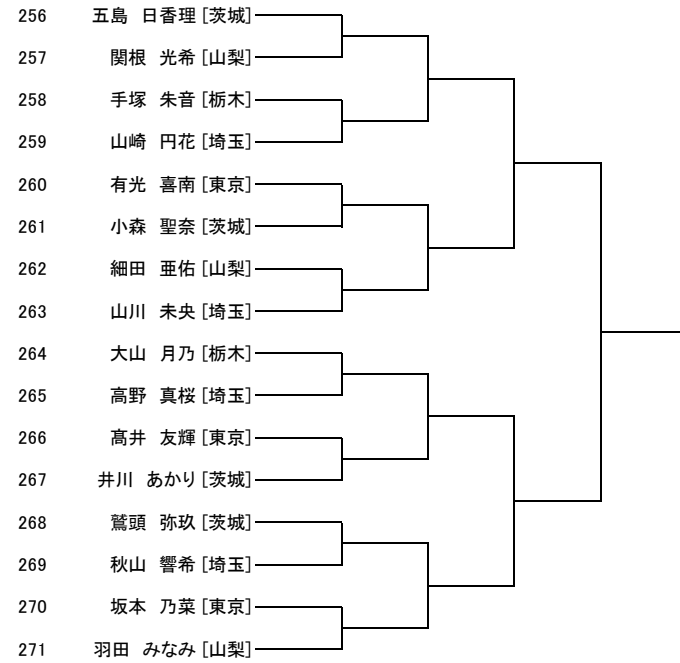 256 五島 日香理 [茨城]
257 関根 光希 [山梨]
258 手塚 朱音 [栃木]
259 山崎 円花 [埼玉]
260 有光 喜南 [東京]
261 小森 聖奈 [茨城]
262 細田 亜佑 [山梨]
263 山川 未央 [埼玉]
264 大山 月乃 [栃木]
265 高野 真桜 [埼玉]
266 髙井 友輝 [東京]
267 井川 あかり [茨城]
268 鷲頭 弥玖 [茨城]
269 秋山 響希 [埼玉]
270 坂本 乃菜 [東京]
271 羽田 みなみ [山梨]